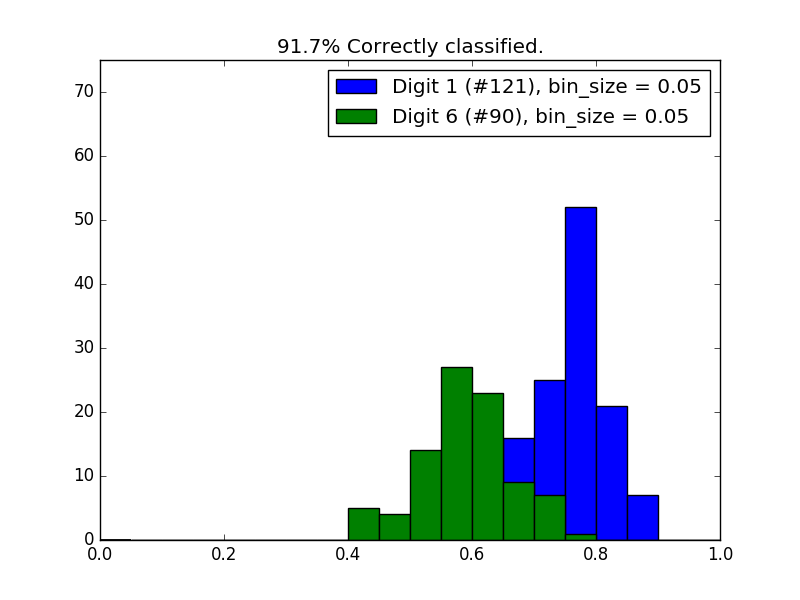 91.7% Correctly classified.
Digit 1 (#121), bin_size = 0.05
Digit 6 (#90), bin_size = 0.05
70
60
50
40
30
20
10
0
0.0 0.2 0.4 0.6 0.8 1.0